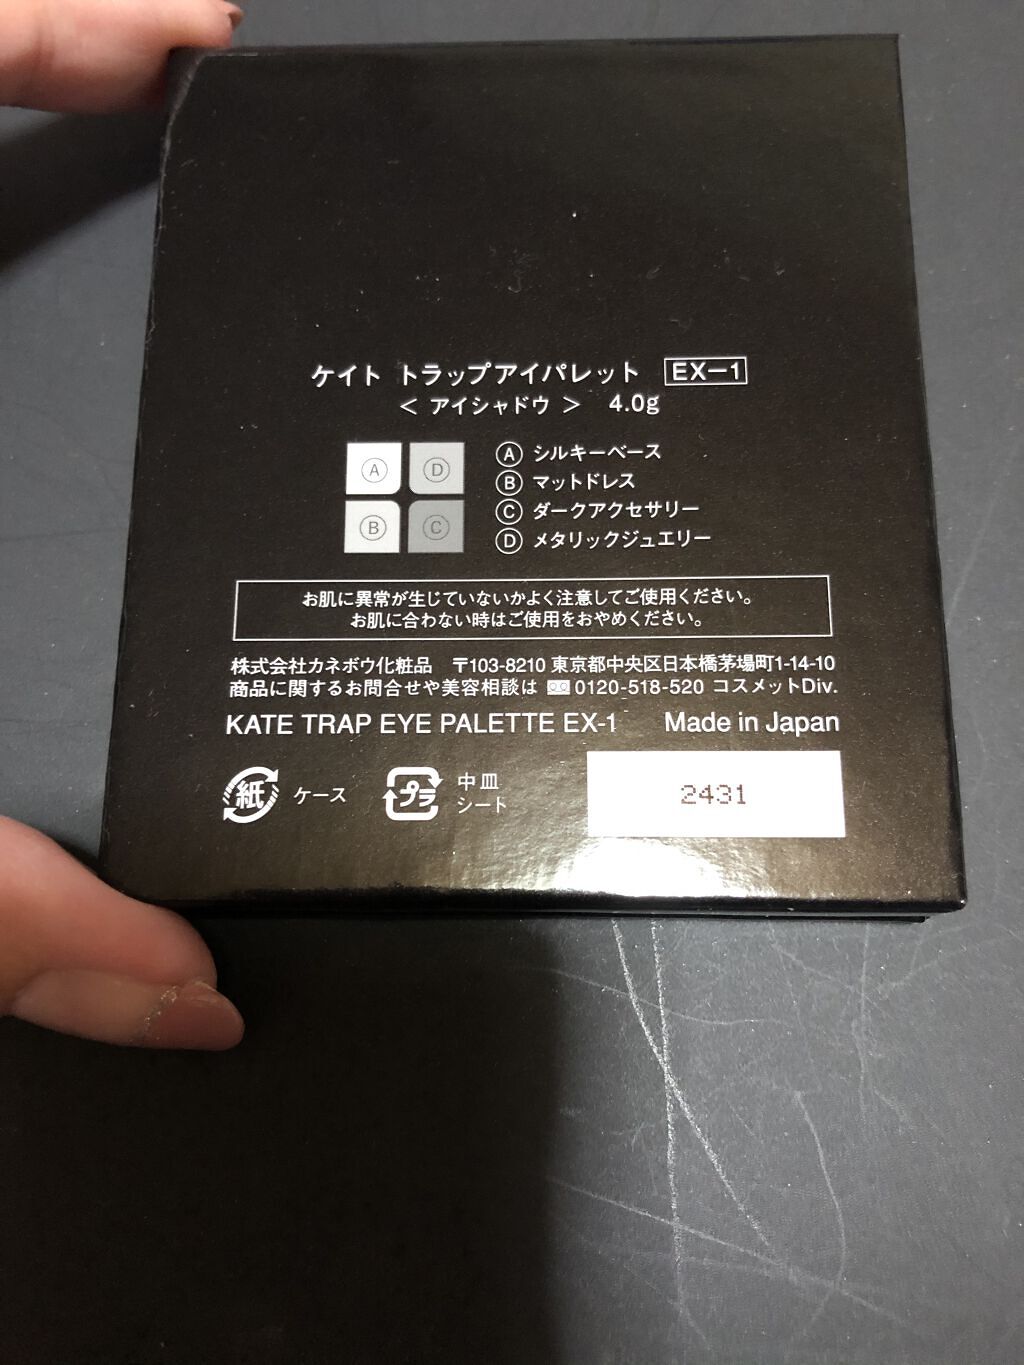 ケイト トラップアイパレット EX-1
< アイシャドウ > 4.0g
A D
B C
Ⓐ シルキーベース
Ⓑ マットドレス
Ⓒ ダークアクセサリー
Ⓓ メタリックジュエリー
お肌に異常が生じていないかよく注意してご使用ください。
お肌に合わない時はご使用をおやめください。
株式会社カネボウ化粧品 〒103-8210 東京都中央区日本橋茅場町1-14-10
商品に関するお問合せや美容相談は 0120-518-520 コスメットDiv.
KATE TRAP EYE PALETTE EX-1 Made in Japan
紙 ケース プラ 中皿
シート
2431